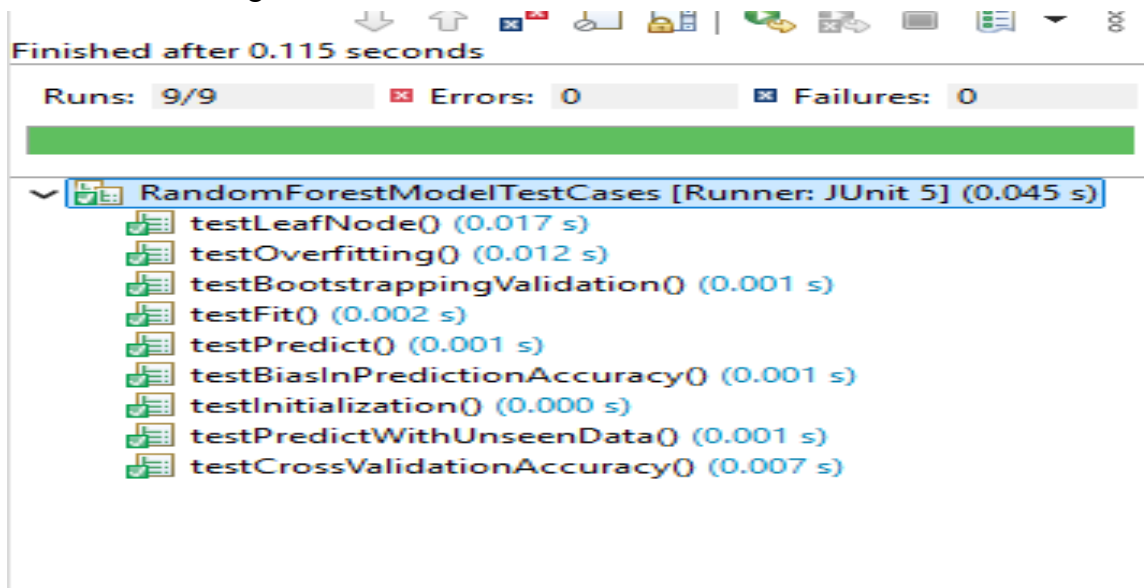 Finished after 0.115 seconds
Runs: 9/9 Errors: 0 Failures: 0
RandomForestModelTestCases [Runner: JUnit 5] (0.045 s)
testLeafNode() (0.017 s)
testOverfitting() (0.012 s)
testBootstrappingValidation() (0.001 s)
testFit() (0.002 s)
testPredict() (0.001 s)
testBiasInPredictionAccuracy() (0.001 s)
testInitialization() (0.000 s)
testPredictWithUnseenData() (0.001 s)
testCrossValidationAccuracy() (0.007 s)